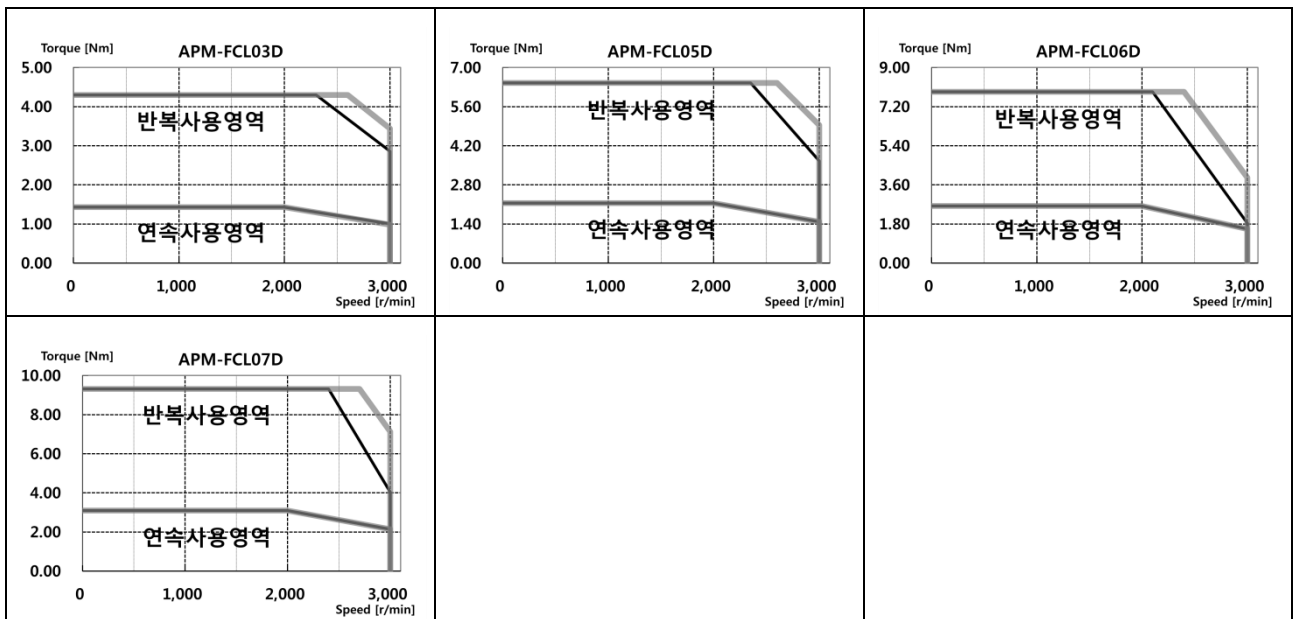 Torque [Nm] APM-FCL03D
5.00
4.00
반복사용영역
3.00
2.00
1.00
연속사용영역
0.00
0 1,000 2,000 3,000
Speed [r/min]
Torque [Nm] APM-FCL05D
7.00
5.60
반복사용영역
4.20
2.80
1.40
연속사용영역
0.00
0 1,000 2,000 3,000
Speed [r/min]
Torque [Nm] APM-FCL06D
9.00
7.20
반복사용영역
5.40
3.60
1.80
연속사용영역
0.00
0 1,000 2,000 3,000
Speed [r/min]
Torque [Nm] APM-FCL07D
10.00
8.00
반복사용영역
6.00
4.00
2.00
연속사용영역
0.00
0 1,000 2,000 3,000
Speed [r/min]